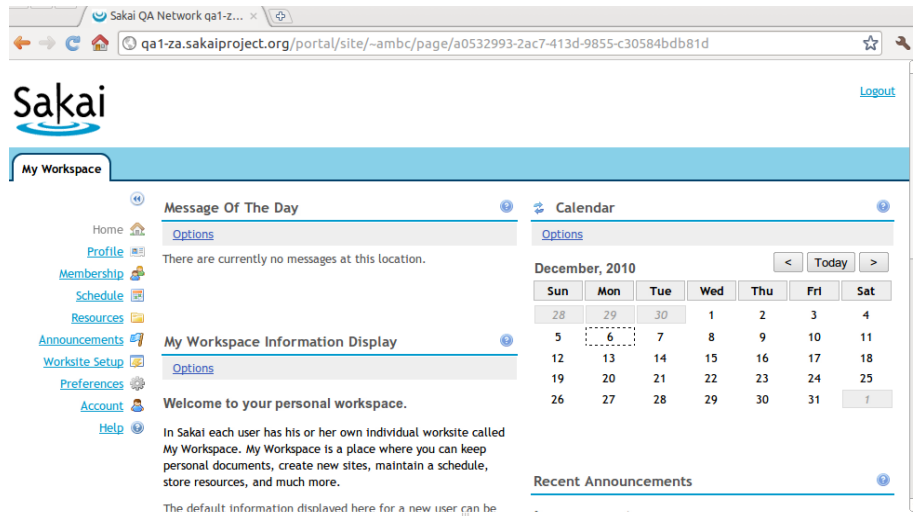 Sakai QA Network qa1-z...
qa1-za.sakaiproject.org/portal/site/~ambc/page/a0532993-2ac7-413d-9855-c30584bdb81d
Sakai
Logout
My Workspace
Home
Profile
Membership
Schedule
Resources
Announcements
Worksite Setup
Preferences
Account
Help
Message Of The Day
Options
There are currently no messages at this location.
My Workspace Information Display
Options
Welcome to your personal workspace.
In Sakai each user has his or her own individual worksite called
My Workspace. My Workspace is a place where you can keep
personal documents, create new sites, maintain a schedule,
store resources, and much more.
The default information displayed here for a new user can be
Calendar
Options
December, 2010
< Today >
Sun Mon Tue Wed Thu Fri Sat
28 29 30 1 2 3 4
5 6 7 8 9 10 11
12 13 14 15 16 17 18
19 20 21 22 23 24 25
26 27 28 29 30 31 1
Recent Announcements